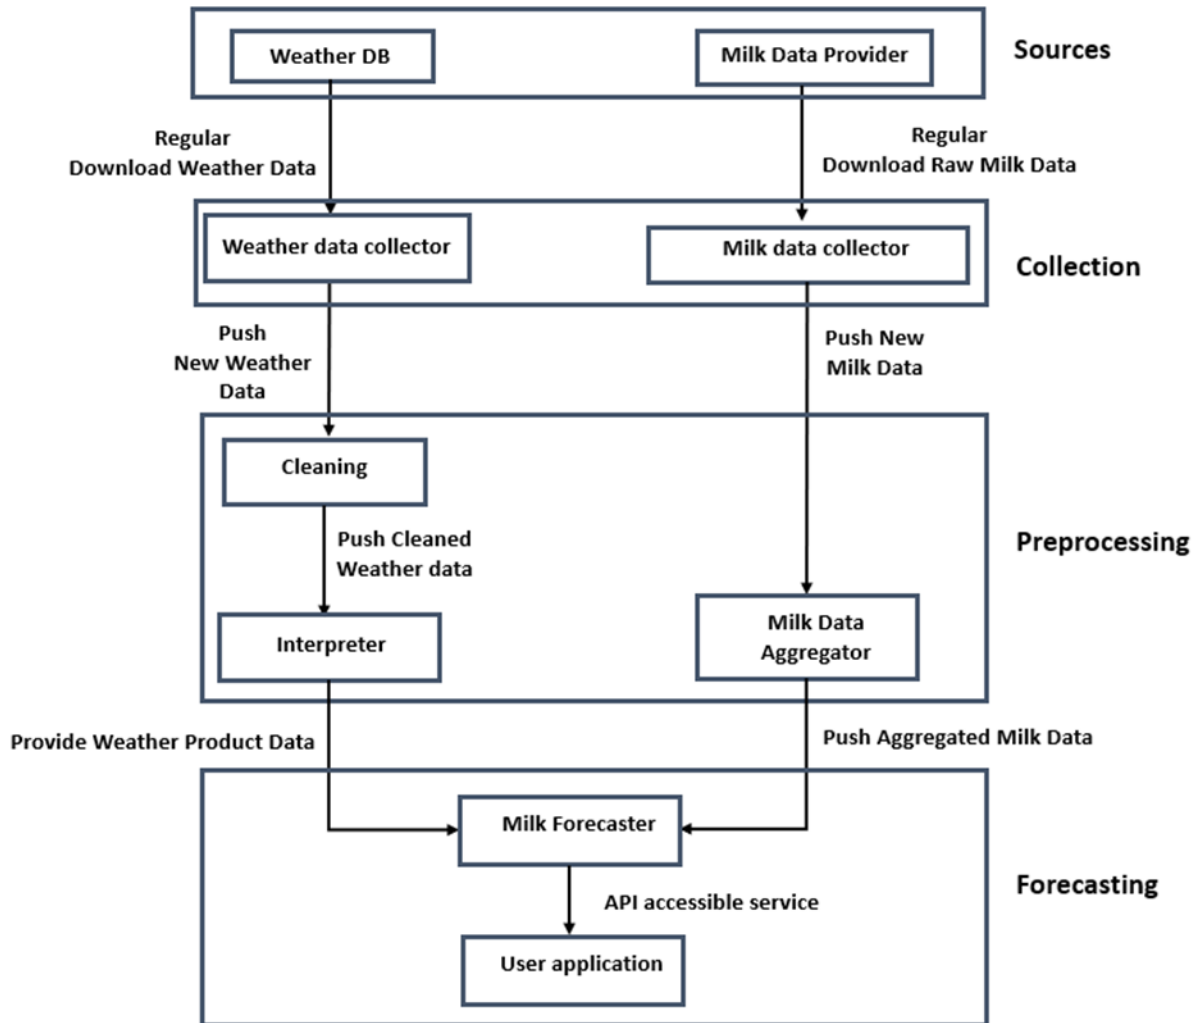 Weather DB
Milk Data Provider
Sources
Regular
Download Weather Data
Regular
Download Raw Milk Data
Weather data collector
Milk data collector
Collection
Push
New Weather
Data
Push New
Milk Data
Cleaning
Push Cleaned
Weather data
Preprocessing
Interpreter
Milk Data
Aggregator
Provide Weather Product Data
Push Aggregated Milk Data
Milk Forecaster
Forecasting
API accessible service
User application